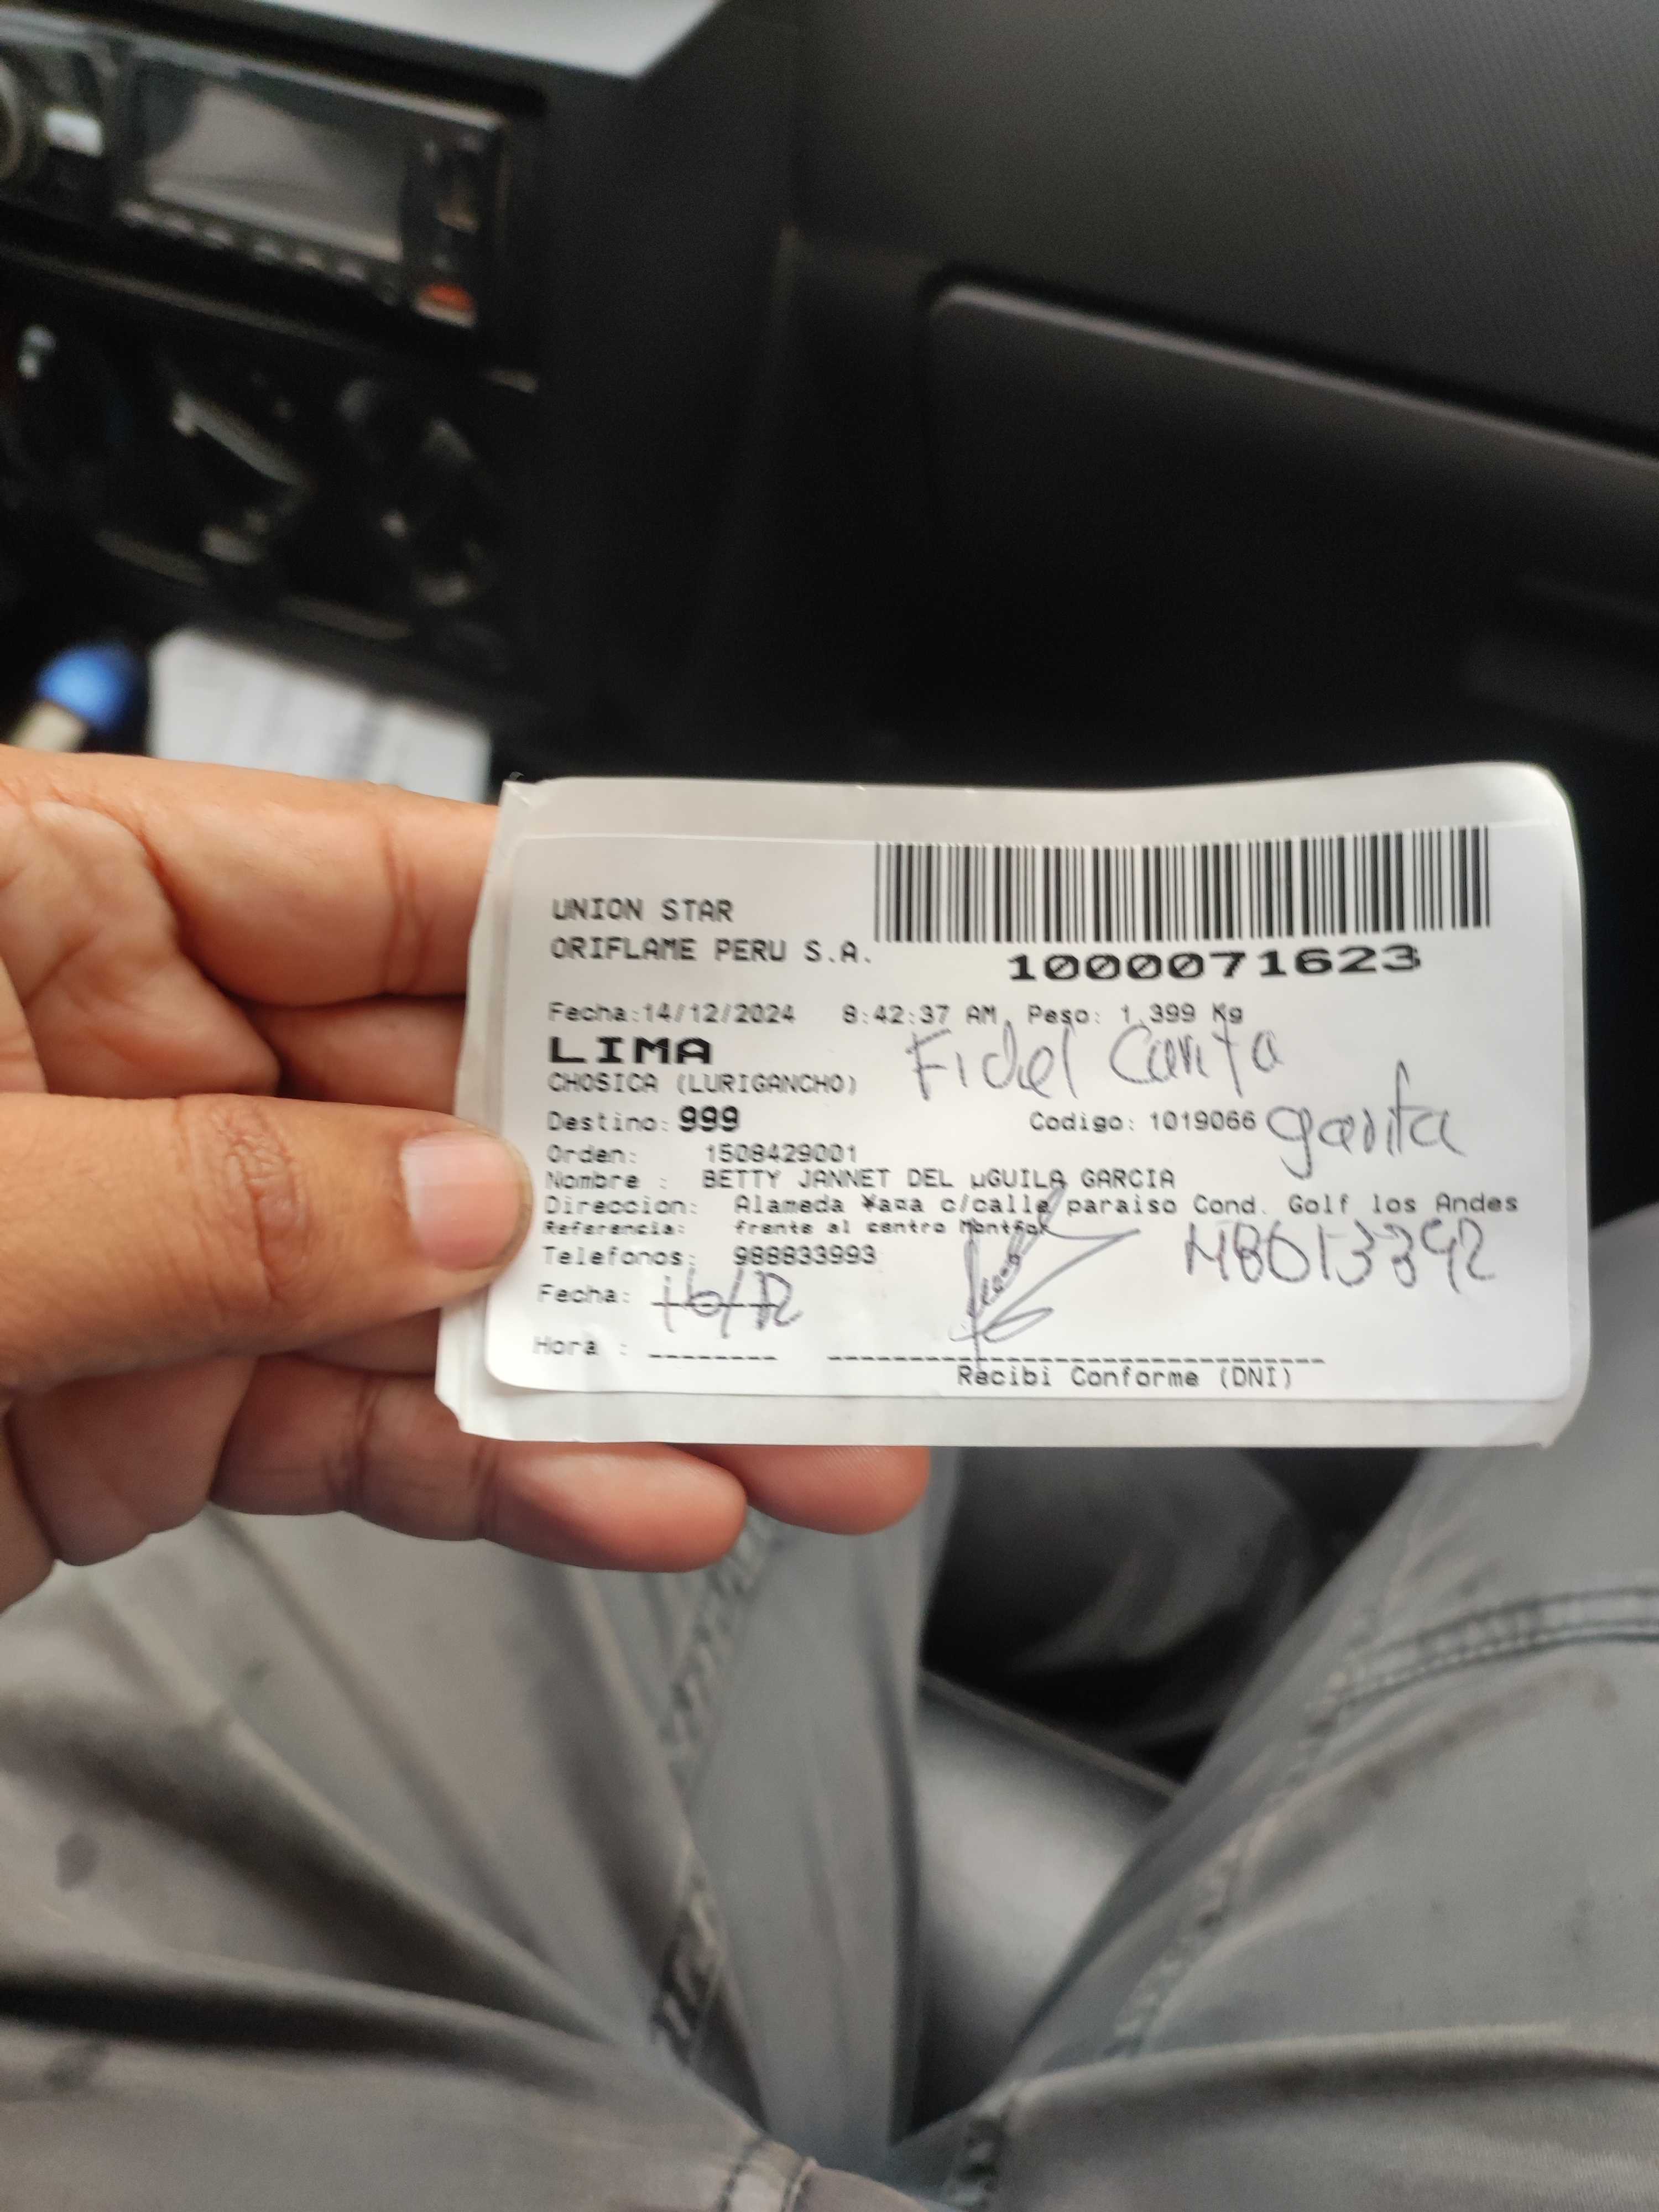 UNION STAR
ORIFLAME PERU S.A.
1000071623
Fecha:14/12/2024 8:42:37 AM, Peso: 1.399 Kg
LIMA
Fidel Carita
CHOSICA (LURIGANCHO)
Destino: 999 Codigo: 1019066 garita
Orden: 1508429001
Nombre : BETTY JANNET DEL µGUILA GARCIA
Direccion: Alameda ¥a¤a c/calle paraiso Cond. Golf los Andes
Referencia: frente al centro Montfor
Telefonos: 988833993
Fecha: 16/12
Hora :
Recibi Conforme (DNI)